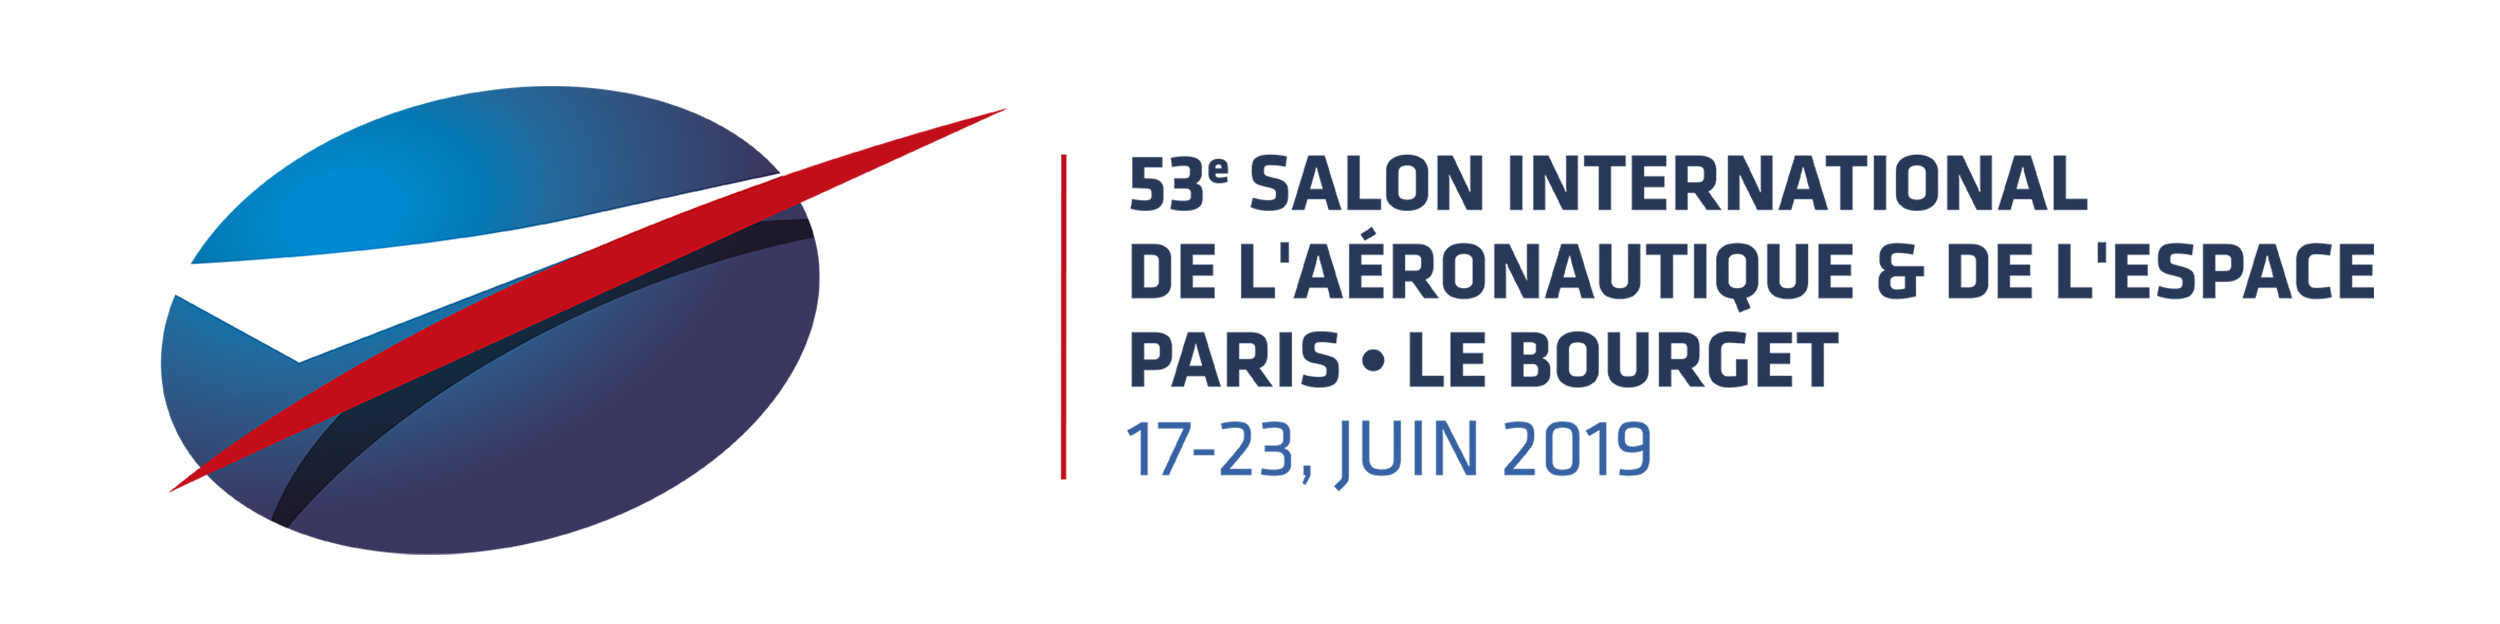 53e SALON INTERNATIONAL
DE L'AÉRONAUTIQUE & DE L'ESPACE
PARIS • LE BOURGET
17-23, JUIN 2019